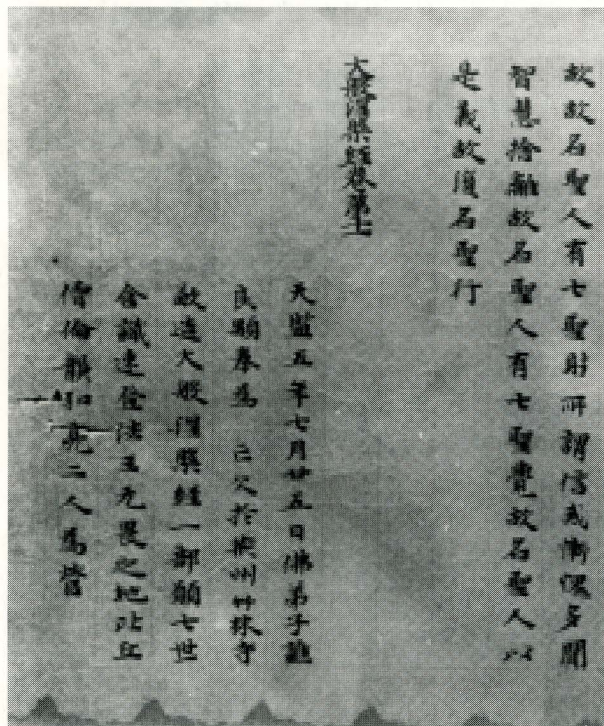 故故名聖人有七聖財所謂信戒慚愧多聞
智慧捨離故名聖人有七聖覺故名聖人以
是義故復名聖行
大般涅槃經卷第十一
天監五年七月廿五日佛弟子譙
良顒奉為 亡父於荊州竹林寺
敬造大般涅槃經一部願七世
含識速登法王无畏之地比丘
僧倫龔弘亮二人為營